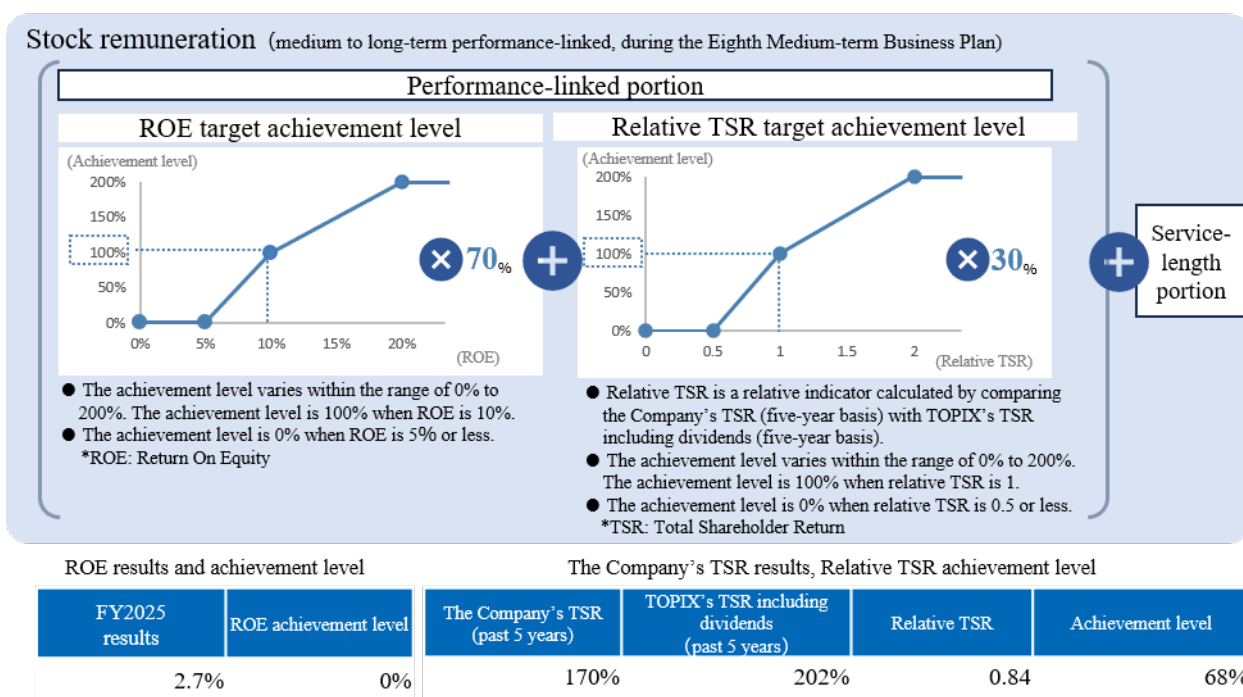 Stock remuneration (medium to long-term performance-linked, during the Eighth Medium-term Business Plan)
Performance-linked portion
ROE target achievement level
(Achievement level)
200%
150%
100%
50%
0%
0% 5% 10% 15% 20%
(ROE)
× 70%
● The achievement level varies within the range of 0% to
200%. The achievement level is 100% when ROE is 10%.
● The achievement level is 0% when ROE is 5% or less.
*ROE: Return On Equity
+
Relative TSR target achievement level
(Achievement level)
200%
150%
100%
50%
0%
0 0.5 1 1.5 2
(Relative TSR)
× 30%
● Relative TSR is a relative indicator calculated by comparing
the Company's TSR (five-year basis) with TOPIX's TSR
including dividends (five-year basis).
● The achievement level varies within the range of 0% to 200%.
The achievement level is 100% when relative TSR is 1.
● The achievement level is 0% when relative TSR is 0.5 or less.
*TSR: Total Shareholder Return
+
Service-
length
portion
ROE results and achievement level
FY2025
results
ROE achievement level
2.7% 0%
The Company's TSR results, Relative TSR achievement level
The Company's TSR
(past 5 years)
TOPIX's TSR including
dividends
(past 5 years)
Relative TSR
Achievement level
170% 202% 0.84 68%